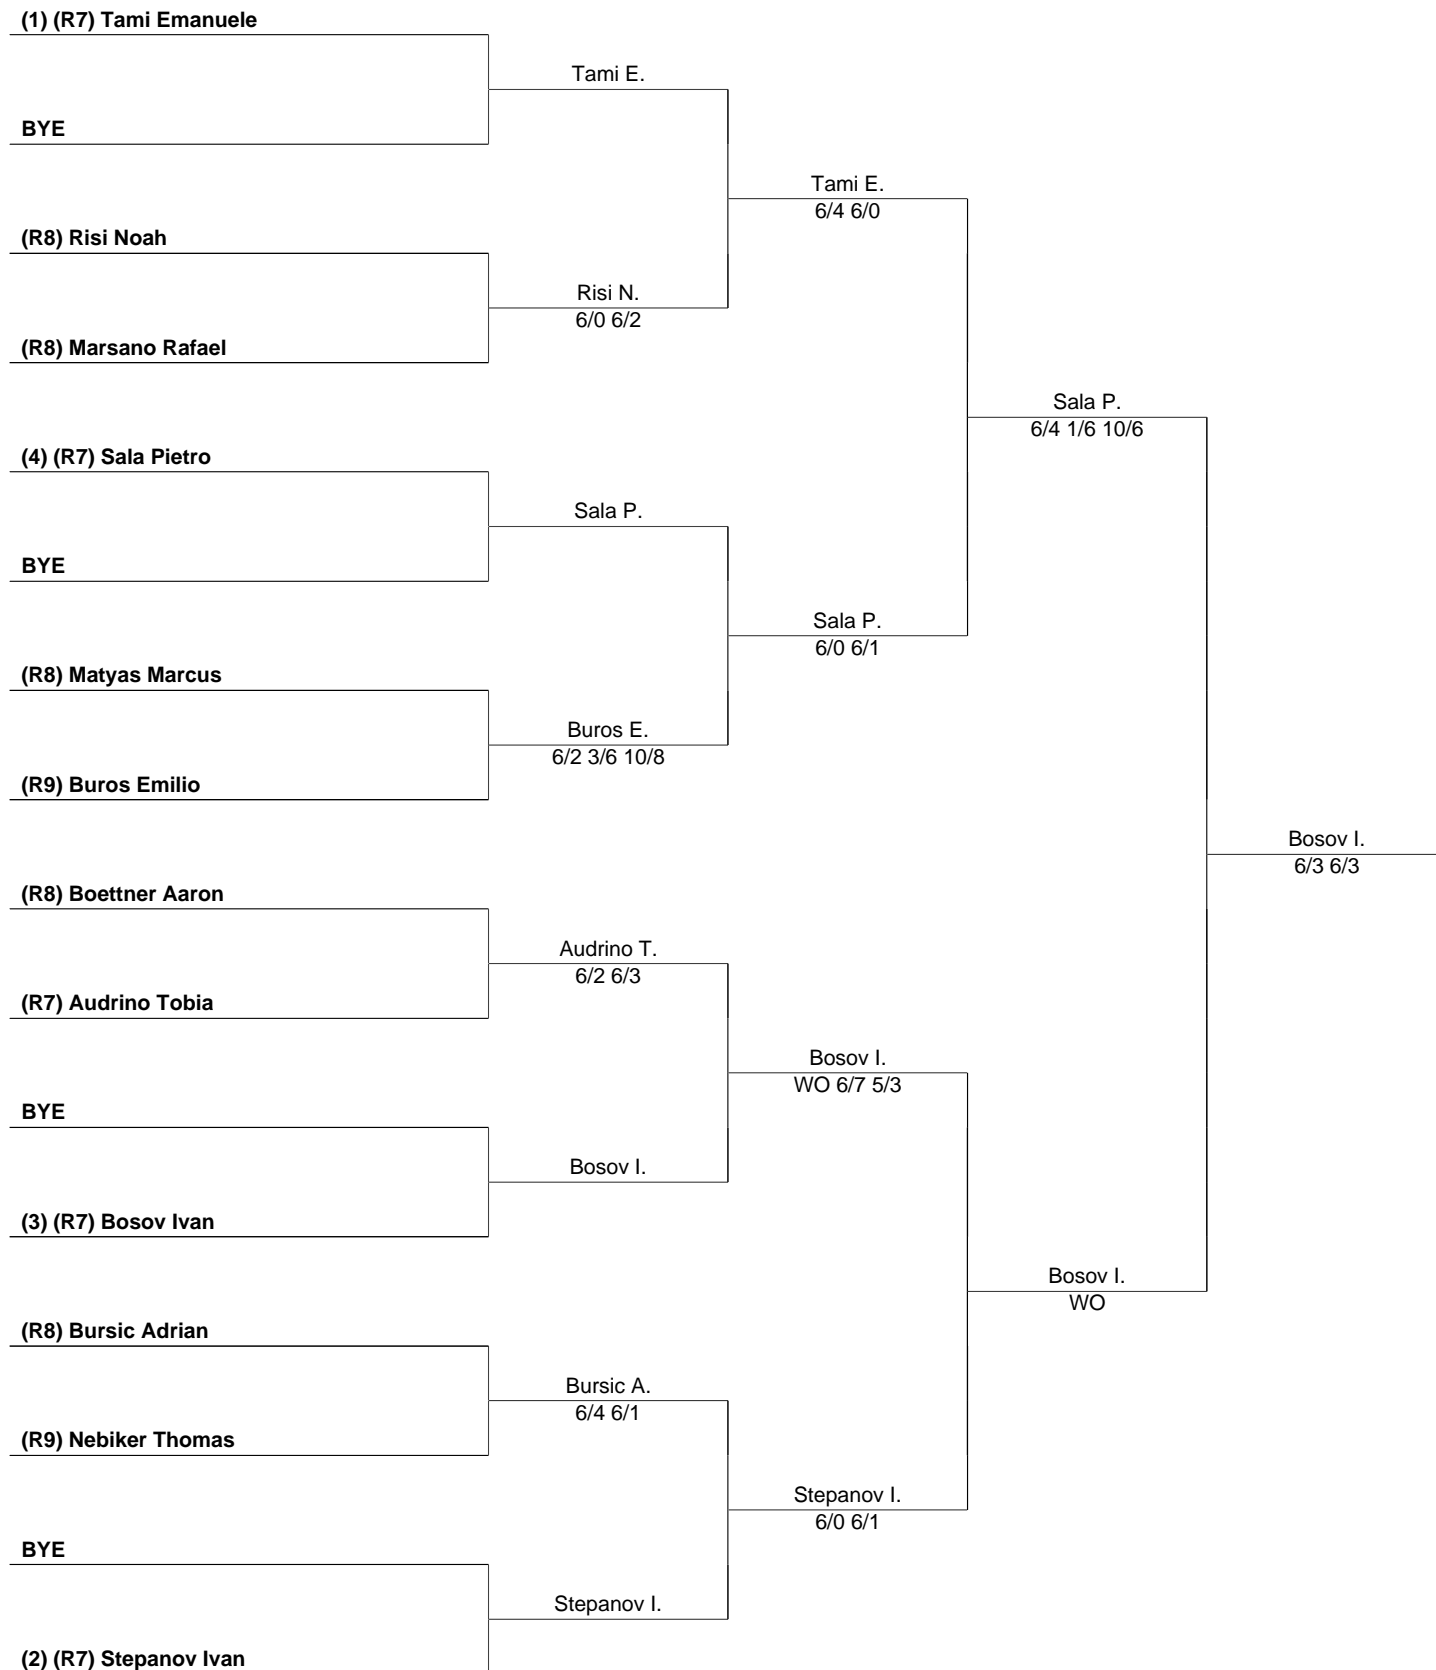 (1) (R7) Tami Emanuele
Tami E.
BYE
Tami E.
6/4 6/0
(R8) Risi Noah
Risi N.
6/0 6/2
(R8) Marsano Rafael
Sala P.
6/4 1/6 10/6
(4) (R7) Sala Pietro
Sala P.
BYE
Sala P.
6/0 6/1
(R8) Matyas Marcus
Buros E.
6/2 3/6 10/8
(R9) Buros Emilio
Bosov I.
6/3 6/3
(R8) Boettner Aaron
Audrino T.
6/2 6/3
(R7) Audrino Tobia
Bosov I.
WO 6/7 5/3
BYE
Bosov I.
(3) (R7) Bosov Ivan
Bosov I.
WO
(R8) Bursic Adrian
Bursic A.
6/4 6/1
(R9) Nebiker Thomas
Stepanov I.
6/0 6/1
BYE
Stepanov I.
(2) (R7) Stepanov Ivan